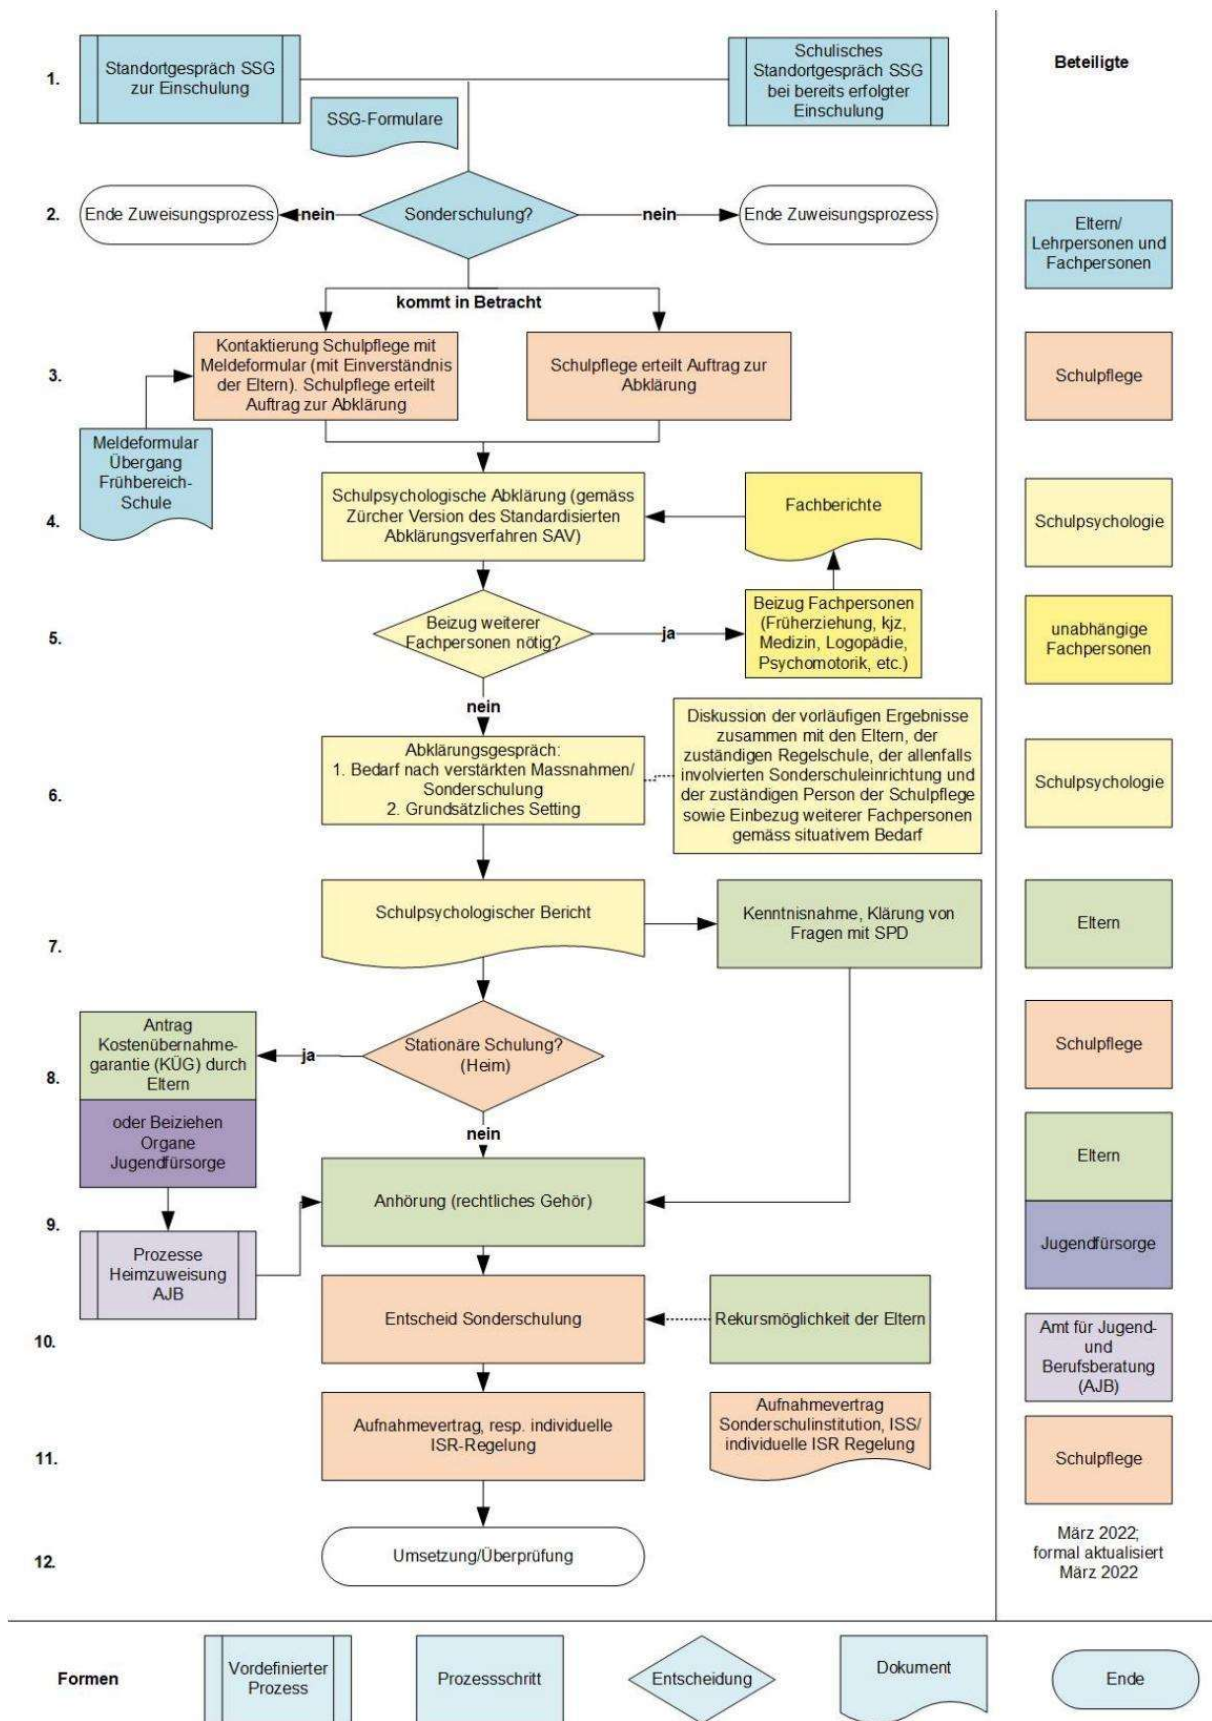 1.
Standortgespräch SSG
zur Einschulung
SSG-Formulare
Schulisches
Standortgespräch SSG
bei bereits erfolgter
Einschulung
Beteiligte
2.
Ende Zuweisungsprozess
nein
Sonderschulung?
nein
Ende Zuweisungsprozess
Eltern/
Lehrpersonen und
Fachpersonen
kommt in Betracht
3.
Kontaktierung Schulpflege mit
Meldeformular (mit Einverständnis
der Eltern). Schulpflege erteilt
Auftrag zur Abklärung
Schulpflege erteilt Auftrag zur
Abklärung
Schulpflege
Meldeformular
Übergang
Frühbereich-
Schule
4.
Schulpsychologische Abklärung (gemäss
Zürcher Version des Standardisierten
Abklärungsverfahren SAV)
Fachberichte
Schulpsychologie
5.
Beizug weiterer
Fachpersonen nötig?
ja
Beizug Fachpersonen
(Früherziehung, kjz,
Medizin, Logopädie,
Psychomotorik, etc.)
unabhängige
Fachpersonen
nein
6.
Abklärungsgespräch:
1. Bedarf nach verstärkten Massnahmen/
Sonderschulung
2. Grundsätzliches Setting
Diskussion der vorläufigen Ergebnisse
zusammen mit den Eltern, der
zuständigen Regelschule, der allenfalls
involvierten Sonderschuleinrichtung und
der zuständigen Person der Schulpflege
sowie Einbezug weiterer Fachpersonen
gemäss situativem Bedarf
Schulpsychologie
7.
Schulpsychologischer Bericht
Kenntnisnahme, Klärung von
Fragen mit SPD
Eltern
8.
Antrag
Kostenübernahme-
garantie (KÜG) durch
Eltern
oder Beiziehen
Organe
Jugendfürsorge
ja
Stationäre Schulung?
(Heim)
Schulpflege
nein
Eltern
9.
Prozesse
Heimzuweisung
AJB
Anhörung (rechtliches Gehör)
Jugendfürsorge
10.
Entscheid Sonderschulung
Rekursmöglichkeit der Eltern
Amt für Jugend-
und
Berufsberatung
(AJB)
11.
Aufnahmevertrag, resp. individuelle
ISR-Regelung
Aufnahmevertrag
Sonderschulinstitution, ISS/
individuelle ISR Regelung
Schulpflege
12.
Umsetzung/Überprüfung
März 2022;
formal aktualisiert
März 2022
Formen
Vordefinierter
Prozess
Prozessschritt
Entscheidung
Dokument
Ende